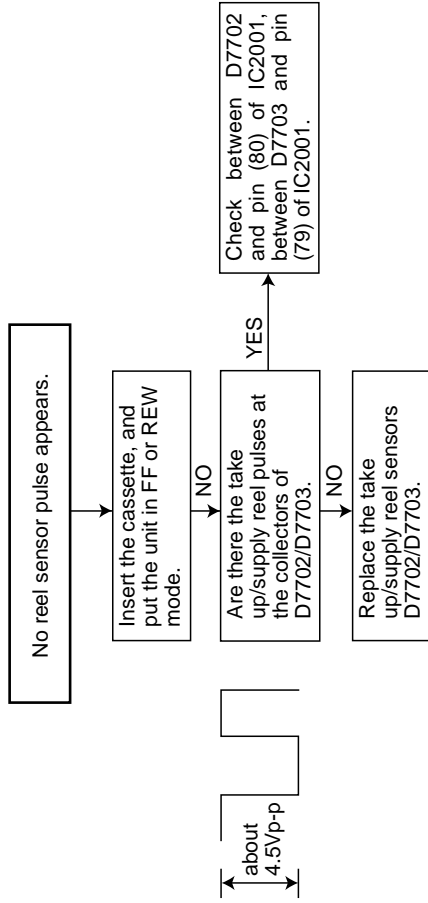 No reel sensor pulse appears.
Insert the cassette, and
put the unit in FF or REW
mode.
NO
Are there the take
up/supply reel pulses at
the collectors of
D7702/D7703.
YES
Check between D7702
and pin (80) of IC2001,
between D7703 and pin
(79) of IC2001.
NO
Replace the take
up/supply reel sensors
D7702/D7703.
about
4.5Vp-p